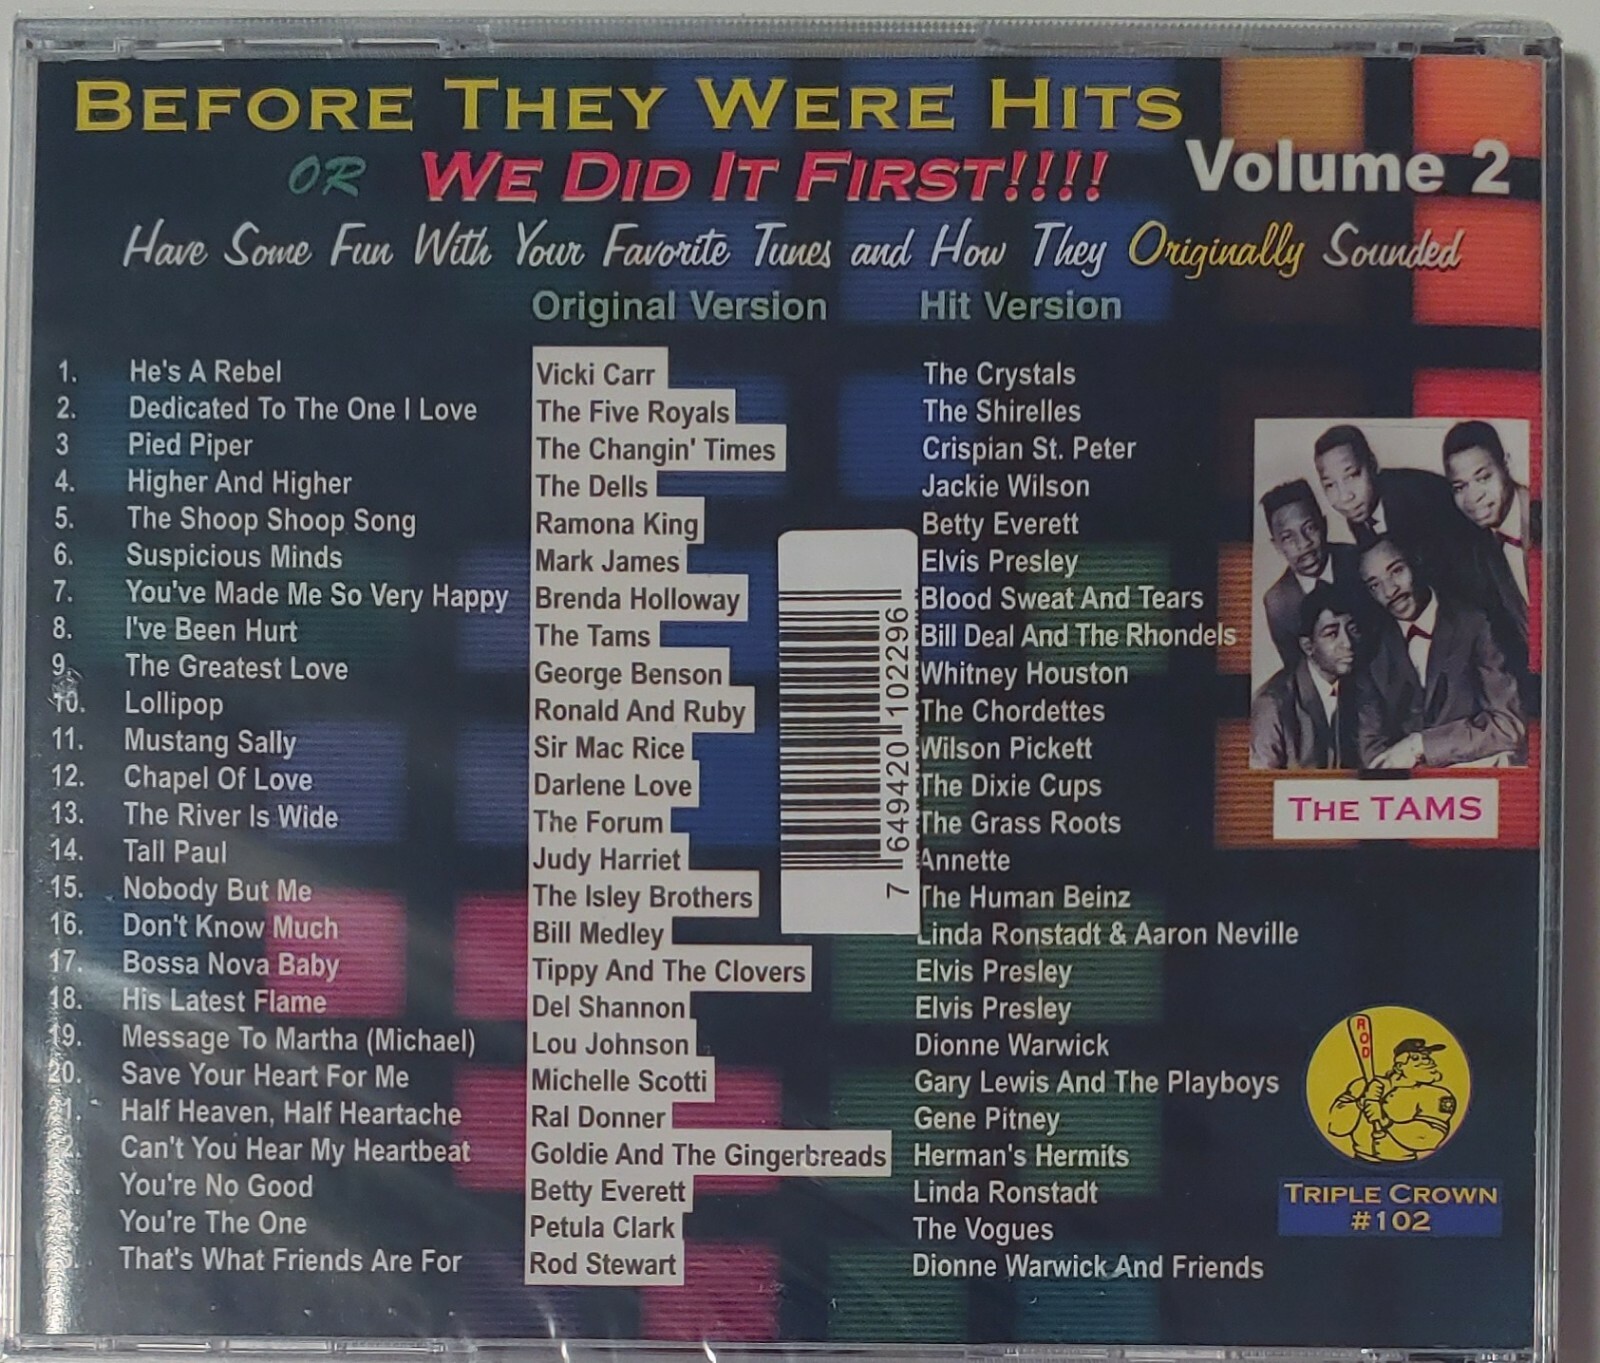 BEFORE THEY WERE HITS
OR WE DID IT FIRST!!!! Volume 2
Have Some Fun With Your Favorite Tunes and How They Originally Sounded
Original Version Hit Version
1. He's A Rebel Vicki Carr The Crystals
2. Dedicated To The One I Love The Five Royals The Shirelles
3 Pied Piper The Changin' Times Crispian St. Peter
4. Higher And Higher The Dells Jackie Wilson
5. The Shoop Shoop Song Ramona King Betty Everett
6. Suspicious Minds Mark James Elvis Presley
7. You've Made Me So Very Happy Brenda Holloway Blood Sweat And Tears
8. I've Been Hurt The Tams Bill Deal And The Rhondels
9. The Greatest Love George Benson Whitney Houston
10. Lollipop Ronald And Ruby The Chordettes
11. Mustang Sally Sir Mac Rice Wilson Pickett
12. Chapel Of Love Darlene Love The Dixie Cups
13. The River Is Wide The Forum The Grass Roots
14. Tall Paul Judy Harriet Annette
15. Nobody But Me The Isley Brothers The Human Beinz
16. Don't Know Much Bill Medley Linda Ronstadt & Aaron Neville
17. Bossa Nova Baby Tippy And The Clovers Elvis Presley
18. His Latest Flame Del Shannon Elvis Presley
19. Message To Martha (Michael) Lou Johnson Dionne Warwick
20. Save Your Heart For Me Michelle Scotti Gary Lewis And The Playboys
1. Half Heaven, Half Heartache Ral Donner Gene Pitney
2. Can't You Hear My Heartbeat Goldie And The Gingerbreads Herman's Hermits
You're No Good Betty Everett Linda Ronstadt
You're The One Petula Clark The Vogues
That's What Friends Are For Rod Stewart Dionne Warwick And Friends
7 649420 102296
THE TAMS
ROD
TRIPLE CROWN
#102